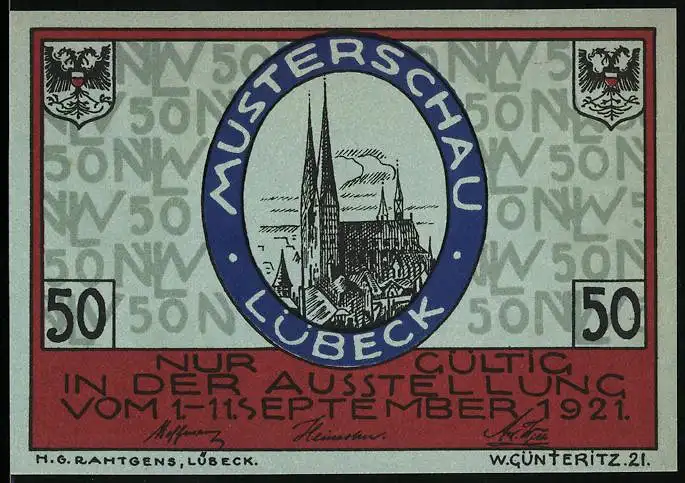 MUSTERSCHAU
LÜBECK
50
50
NUR GÜLTIG
IN DER AUSSTELLUNG
VOM 1-11.SEPTEMBER 1921.
H.G.RAHTGENS, LÜBECK.
W.GÜNTERITZ.21.